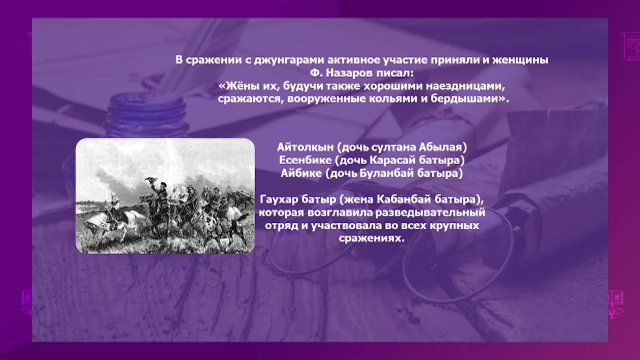 В сражении с джунгарами активное участие приняли и женщины
Ф. Назаров писал:
«Жёны их, будучи также хорошими наездницами,
сражаются, вооруженные кольями и бердышами».
Айтолкын (дочь султана Абылая)
Есенбике (дочь Карасай батыра)
Айбике (дочь Буланбай батыра)
Гаухар батыр (жена Кабанбай батыра),
которая возглавила разведывательный
отряд и участвовала во всех крупных
сражениях.